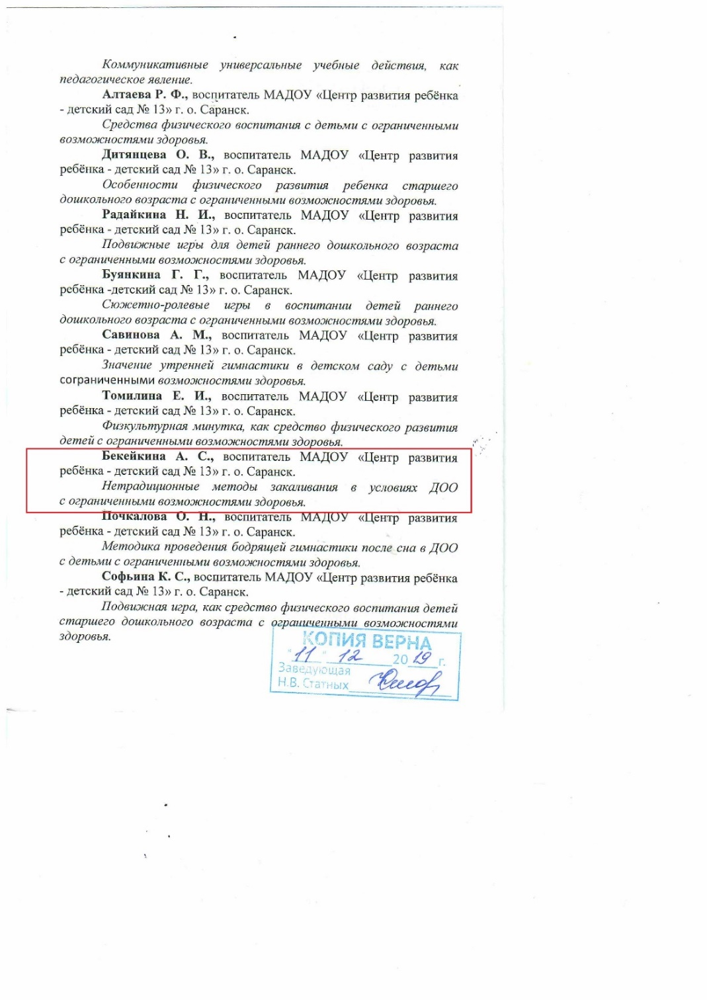 Коммуникативные универсальные учебные действия, как
педагогическое явление.
Алтаева Р. Ф., воспитатель МАДОУ «Центр развития ребёнка
- детский сад № 13» г. о. Саранск.
Средства физического воспитания с детьми с ограниченными
возможностями здоровья.
Дитянцева О. В., воспитатель МАДОУ «Центр развития
ребёнка - детский сад № 13» г. о. Саранск.
Особенности физического развития ребенка старшего
дошкольного возраста с ограниченными возможностями здоровья.
Радайкина Н. И., воспитатель МАДОУ «Центр развития
ребёнка - детский сад № 13» г. о. Саранск.
Подвижные игры для детей раннего дошкольного возраста
с ограниченными возможностями здоровья.
Буянкина Г. Г., воспитатель МАДОУ «Центр развития
ребёнка -детский сад № 13» г. о. Саранск.
Сюжетно-ролевые игры в воспитании детей раннего
дошкольного возраста с ограниченными возможностями здоровья.
Савинова А. М., воспитатель МАДОУ «Центр развития
ребёнка - детский сад № 13» г. о. Саранск.
Значение утренней гимнастики в детском саду с детьми
сограниченными возможностями здоровья.
Томилина Е. И., воспитатель МАДОУ «Центр развития
ребёнка - детский сад № 13» г. о. Саранск.
Физкультурная минутка, как средство физического развития
детей с ограниченными возможностями здоровья.
Бекейкина А. С., воспитатель МАДОУ «Центр развития
ребёнка - детский сад № 13» г. о. Саранск.
Нетрадиционные методы закаливания в условиях ДОО
с ограниченными возможностями здоровья.
Почкалова О. Н., воспитатель МАДОУ «Центр развития
ребёнка - детский сад № 13» г. о. Саранск.
Методика проведения бодрящей гимнастики после сна в ДОО
с детьми с ограниченными возможностями здоровья.
Софьина К. С., воспитатель МАДОУ «Центр развития ребёнка
- детский сад № 13» г. о. Саранск.
Подвижная игра, как средство физического воспитания детей
старшего дошкольного возраста с ограниченными возможностями
здоровья.
КОПИЯ ВЕРНА
"11" 12 2019 г.
Заведующая
Н.В. Статных